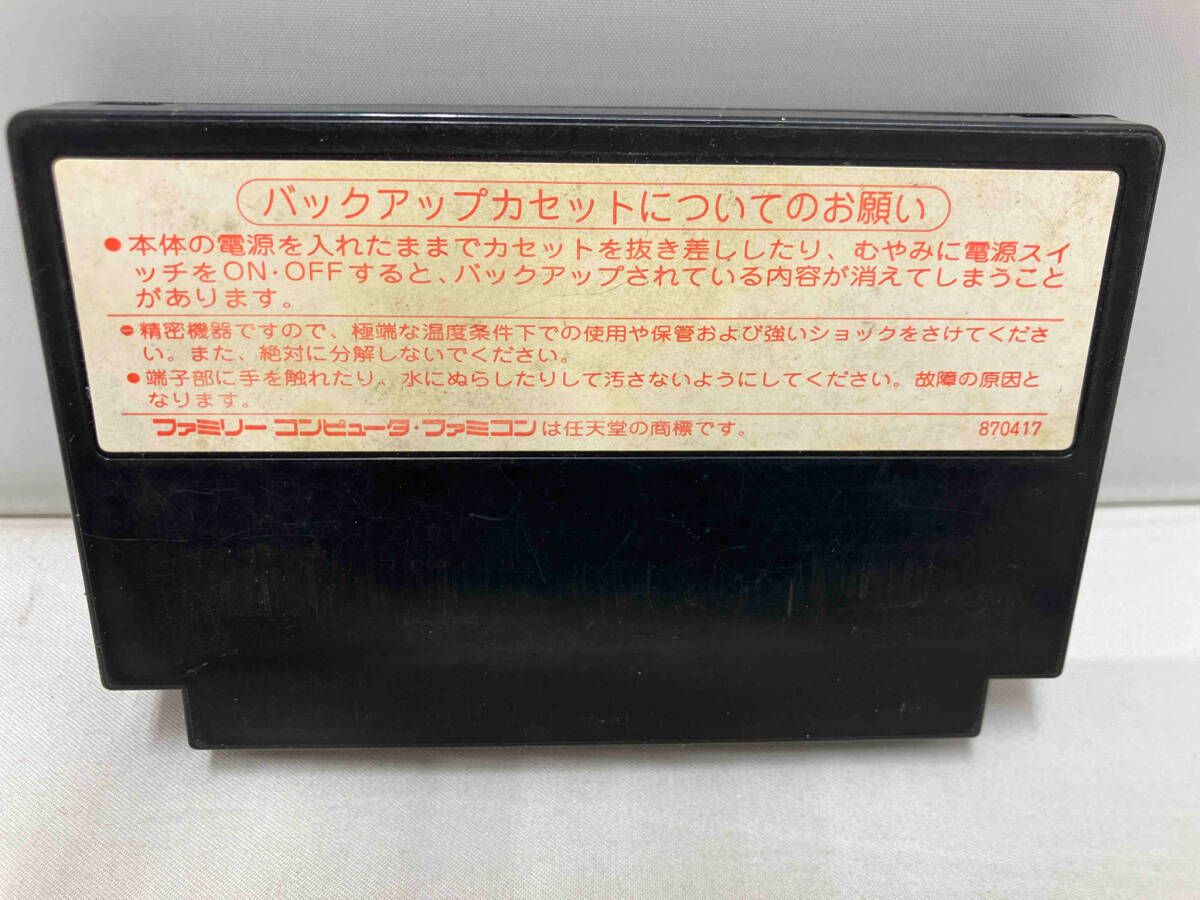 バックアップカセットについてのお願い
●本体の電源を入れたままでカセットを抜き差ししたり、むやみに電源スイ
ッチをON・OFFすると、バックアップされている内容が消えてしまうこと
があります。
●精密機器ですので、極端な温度条件下での使用や保管および強いショックをさけてくださ
い。また、絶対に分解しないでください。
●端子部に手を触れたり、水にぬらしたりして汚さないようにしてください。故障の原因と
なります。
ファミリーコンピュータ・ファミコンは任天堂の商標です。 870417